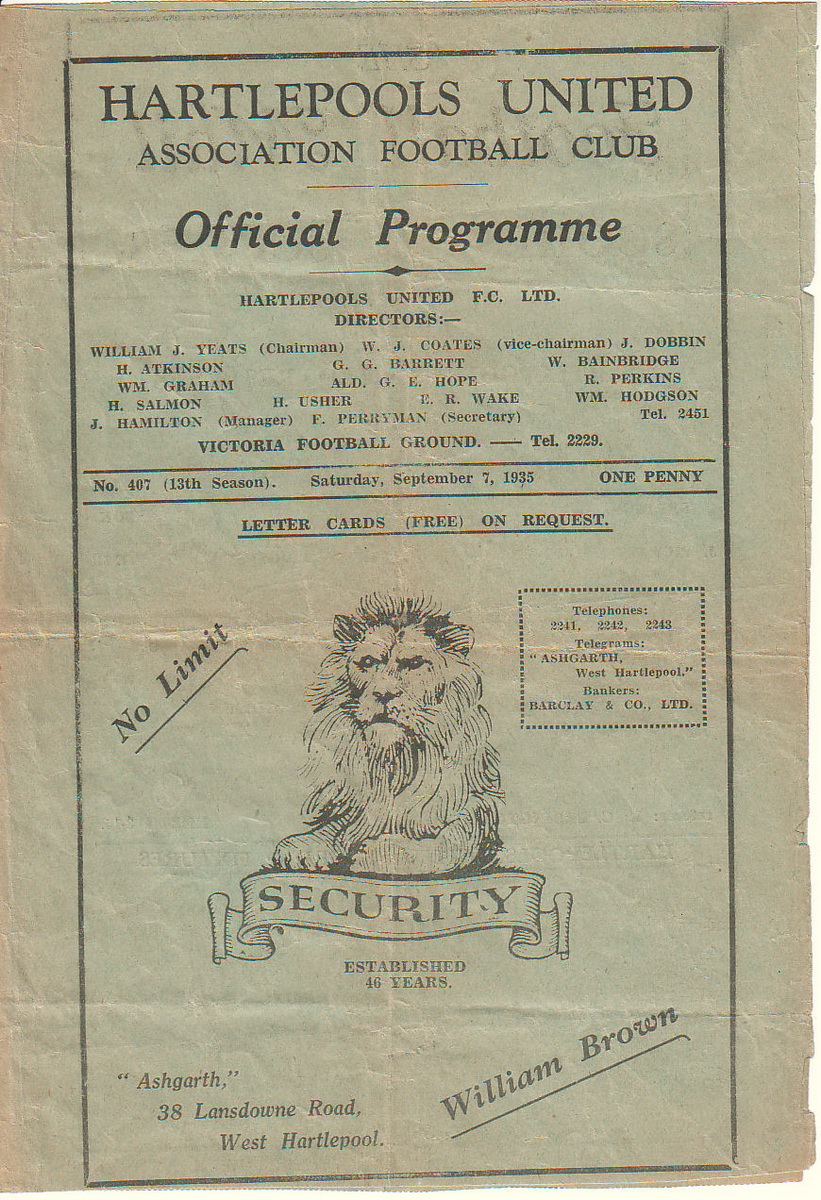 HARTLEPOOLS UNITED
ASSOCIATION FOOTBALL CLUB
Official Programme
HARTLEPOOLS UNITED F.C. LTD.
DIRECTORS:—
WILLIAM J. YEATS (Chairman) W. J. COATES (vice-chairman) J. DOBBIN
H. ATKINSON G. G. BARRETT W. BAINBRIDGE
WM. GRAHAM ALD. G. E. HOPE R. PERKINS
H. SALMON H. USHER E. R. WAKE WM. HODGSON
J. HAMILTON (Manager) F. PERRYMAN (Secretary) Tel. 2451
VICTORIA FOOTBALL GROUND. — Tel. 2229.
No. 407 (13th Season). Saturday, September 7, 1935 ONE PENNY
LETTER CARDS (FREE) ON REQUEST.
No Limit
Telephones:
2241, 2242, 2243
Telegrams:
"ASHGARTH,
West Hartlepool."
Bankers:
BARCLAY & CO., LTD.
SECURITY
ESTABLISHED
46 YEARS.
"Ashgarth,"
38 Lansdowne Road,
West Hartlepool.
William Brown